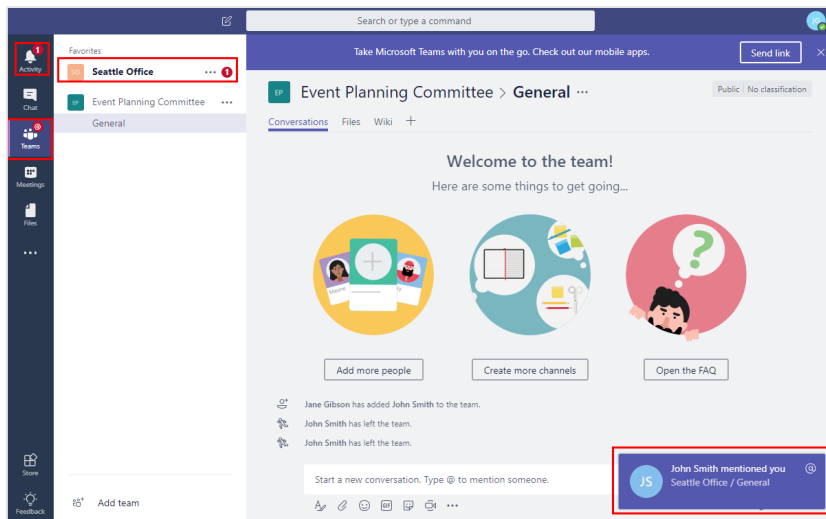 Search or type a command
JG
1
Activity
Chat
@
Teams
Meetings
Files
Store
Feedback
Favorites
SO Seattle Office ... 1
EP Event Planning Committee ...
General
Add team
Take Microsoft Teams with you on the go. Check out our mobile apps.
Send link
EP Event Planning Committee > General ...
Public No classification
Conversations Files Wiki +
Welcome to the team!
Here are some things to get going...
Maxine
Add more people
Create more channels
Open the FAQ
Jane Gibson has added John Smith to the team.
John Smith has left the team.
John Smith has left the team.
Start a new conversation. Type @ to mention someone.
GIF
JS
John Smith mentioned you @
Seattle Office / General